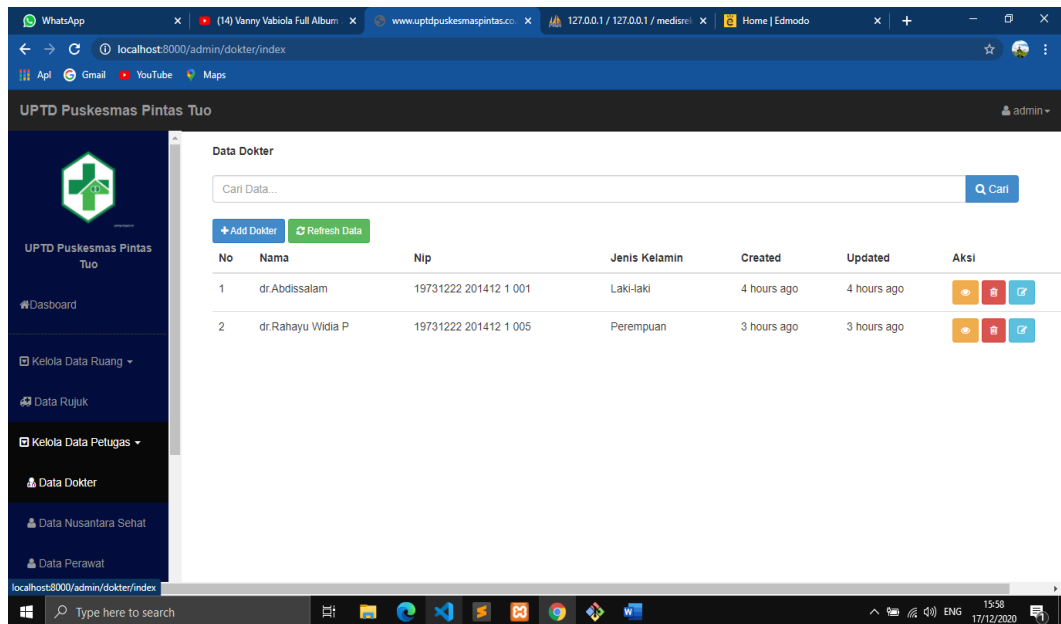 WhatsApp
(14) Vanny Vabiola Full Album
www.uptdpuskesmaspintas.co.
127.0.0.1 / 127.0.0.1 / medisrek
Home | Edmodo
localhost:8000/admin/dokter/index
Apl Gmail YouTube Maps
UPTD Puskesmas Pintas Tuo
admin
Data Dokter
Cari Data...
Cari
Add Dokter Refresh Data
UPTD Puskesmas Pintas
Tuo
Dasboard
Kelola Data Ruang
Data Rujuk
Kelola Data Petugas
Data Dokter
Data Nusantara Sehat
Data Perawat
No Nama Nip Jenis Kelamin Created Updated Aksi
1 dr.Abdissalam 19731222 201412 1 001 Laki-laki 4 hours ago 4 hours ago
2 dr.Rahayu Widia P 19731222 201412 1 005 Perempuan 3 hours ago 3 hours ago
localhost:8000/admin/dokter/index
Type here to search
ENG
15:58
17/12/2020